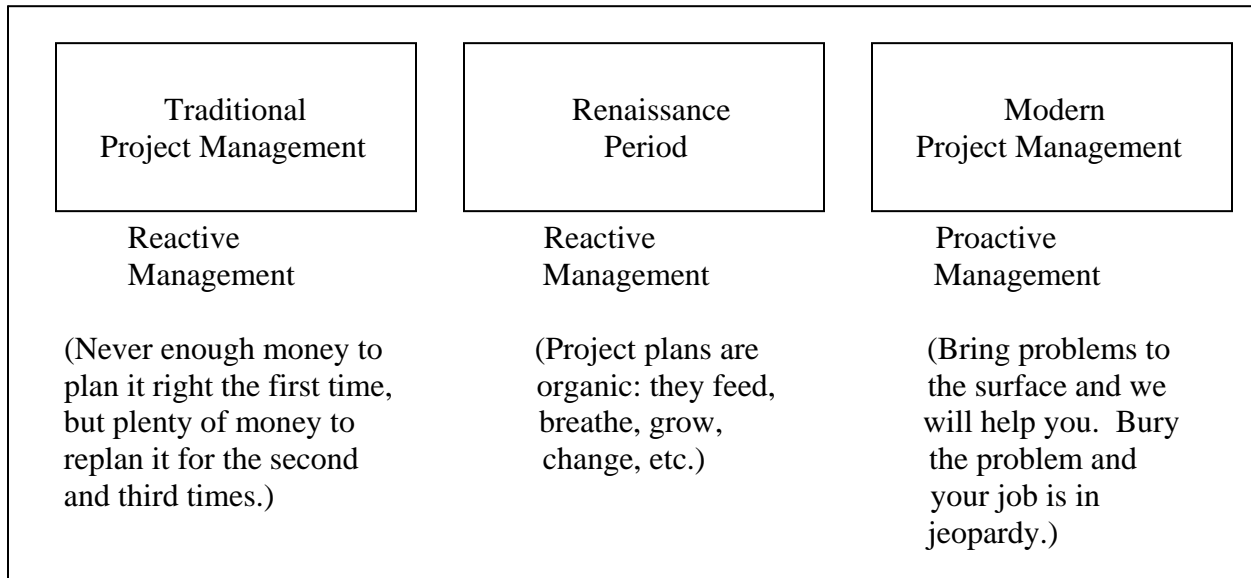 Traditional
Project Management
Reactive
Management
(Never enough money to
plan it right the first time,
but plenty of money to
replan it for the second
and third times.)
Renaissance
Period
Reactive
Management
(Project plans are
organic: they feed,
breathe, grow,
change, etc.)
Modern
Project Management
Proactive
Management
(Bring problems to
the surface and we
will help you. Bury
the problem and
your job is in
jeopardy.)